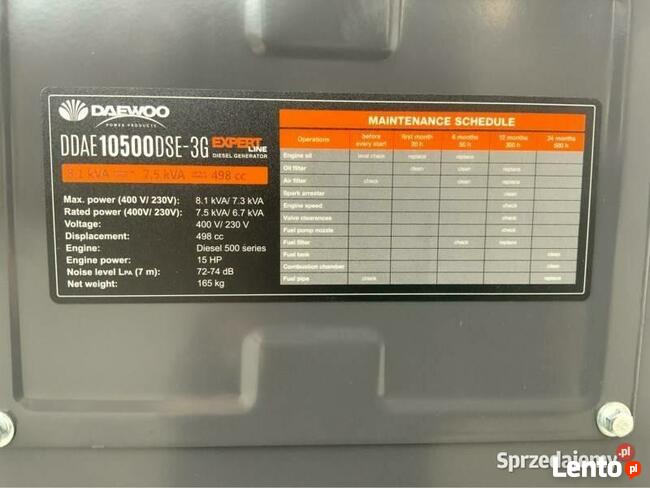 DAEWOO
POWER PRODUCTS
DDAE10500DSE-3G EXPERT LINE
DIESEL GENERATOR
8.1 kVA 7.5 kVA 498 cc
Max. power (400 V/ 230V): 8.1 kVA/ 7.3 kVA
Rated power (400V/ 230V): 7.5 kVA/ 6.7 kVA
Voltage: 400 V/ 230 V
Displacement: 498 cc
Engine: Diesel 500 series
Engine power: 15 HP
Noise level LPA (7 m): 72-74 dB
Net weight: 165 kg
MAINTENANCE SCHEDULE
Operations before every start first month 20 h 6 months 50 h 12 months 300 h 24 months 500 h
Engine oil level check replace replace
Oil filter clean clean replace
Air filter check clean replace
Spark arrester clean
Engine speed check
Valve clearances check
Fuel pump nozzle check
Fuel filter check replace
Fuel tank clean
Combustion chamber clean
Fuel pipe check replace
Sprzedajemy.pl
Lento.pl